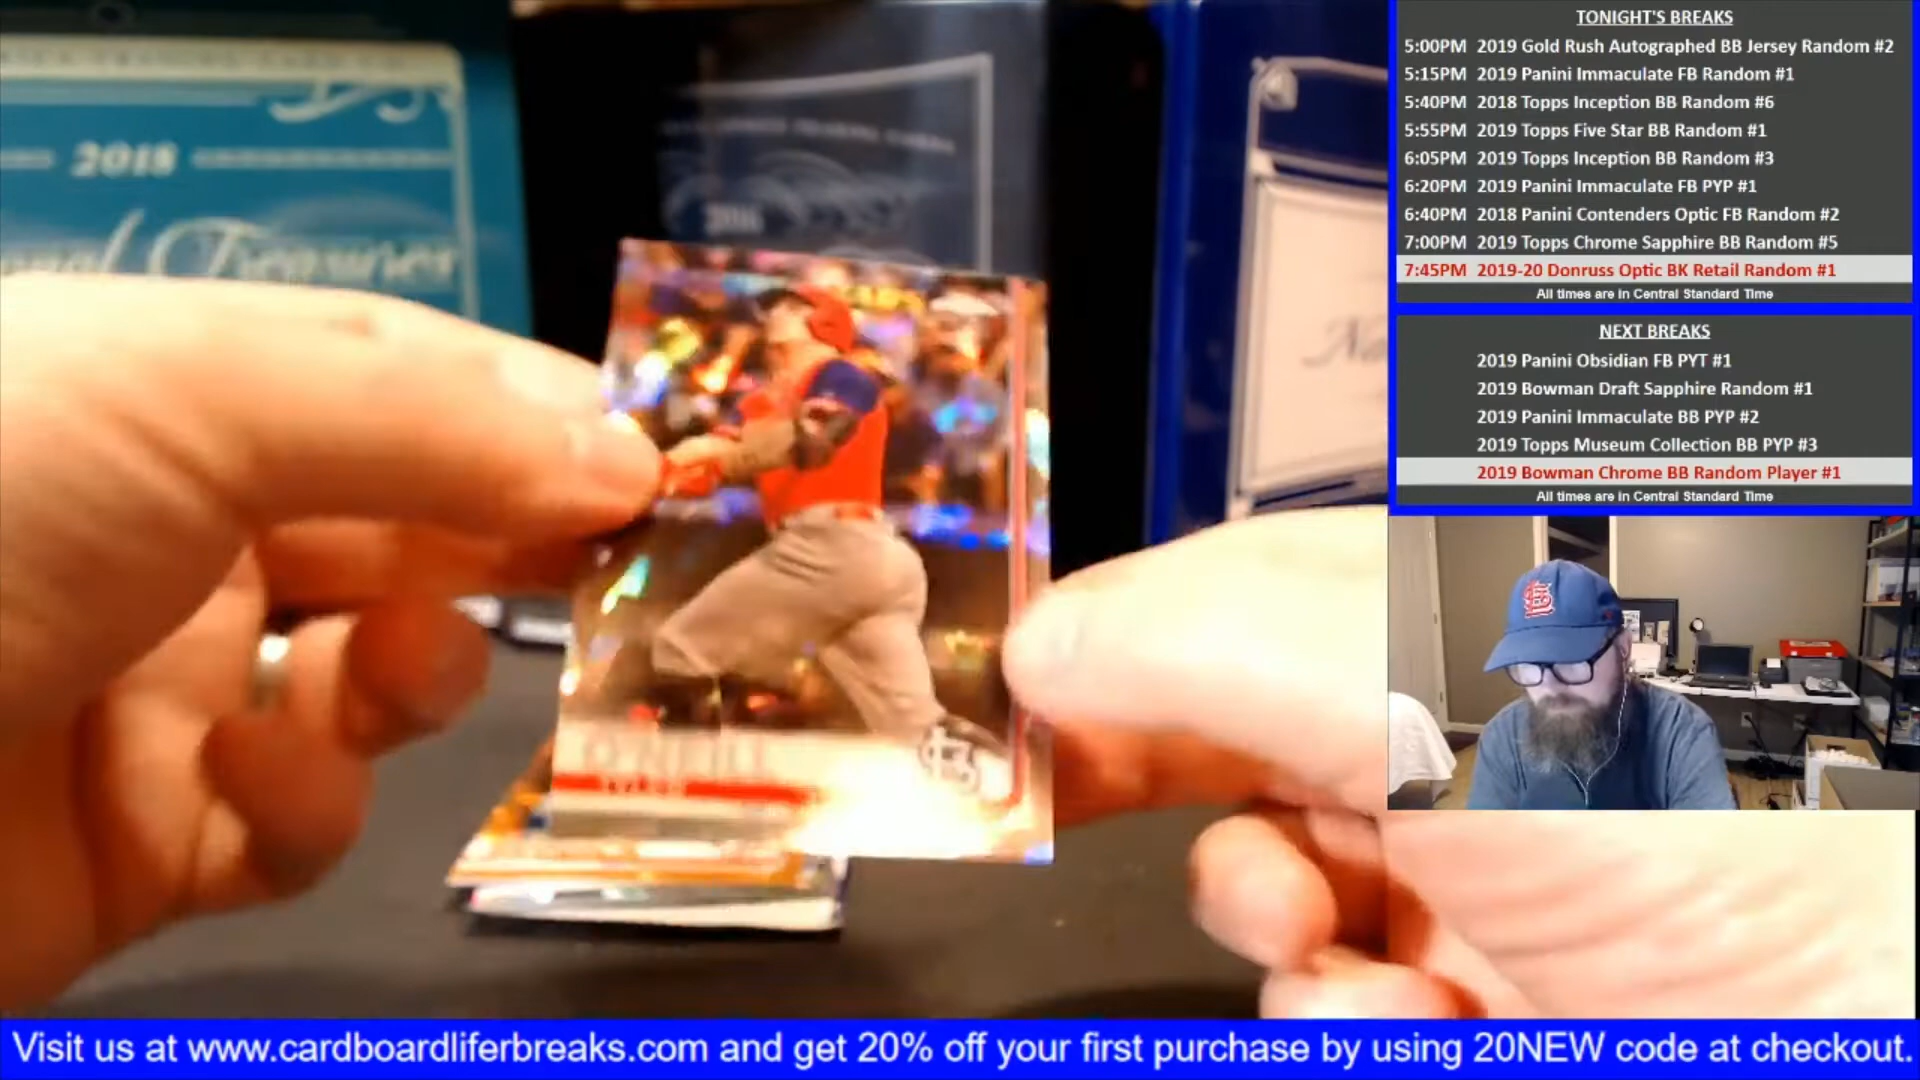 TONIGHT'S BREAKS
5:00PM 2019 Gold Rush Autographed BB Jersey Random #2
5:15PM 2019 Panini Immaculate FB Random #1
5:40PM 2018 Topps Inception BB Random #6
5:55PM 2019 Topps Five Star BB Random #1
6:05PM 2019 Topps Inception BB Random #3
6:20PM 2019 Panini Immaculate FB PYP #1
6:40PM 2018 Panini Contenders Optic FB Random #2
7:00PM 2019 Topps Chrome Sapphire BB Random #5
7:45PM 2019-20 Donruss Optic BK Retail Random #1
All times are in Central Standard Time
NEXT BREAKS
2019 Panini Obsidian FB PYT #1
2019 Bowman Draft Sapphire Random #1
2019 Panini Immaculate BB PYP #2
2019 Topps Museum Collection BB PYP #3
2019 Bowman Chrome BB Random Player #1
All times are in Central Standard Time
2018
Treasures
O'NEILL
TYLER
Visit us at www.cardboardliferbreaks.com and get 20% off your first purchase by using 20NEW code at checkout.